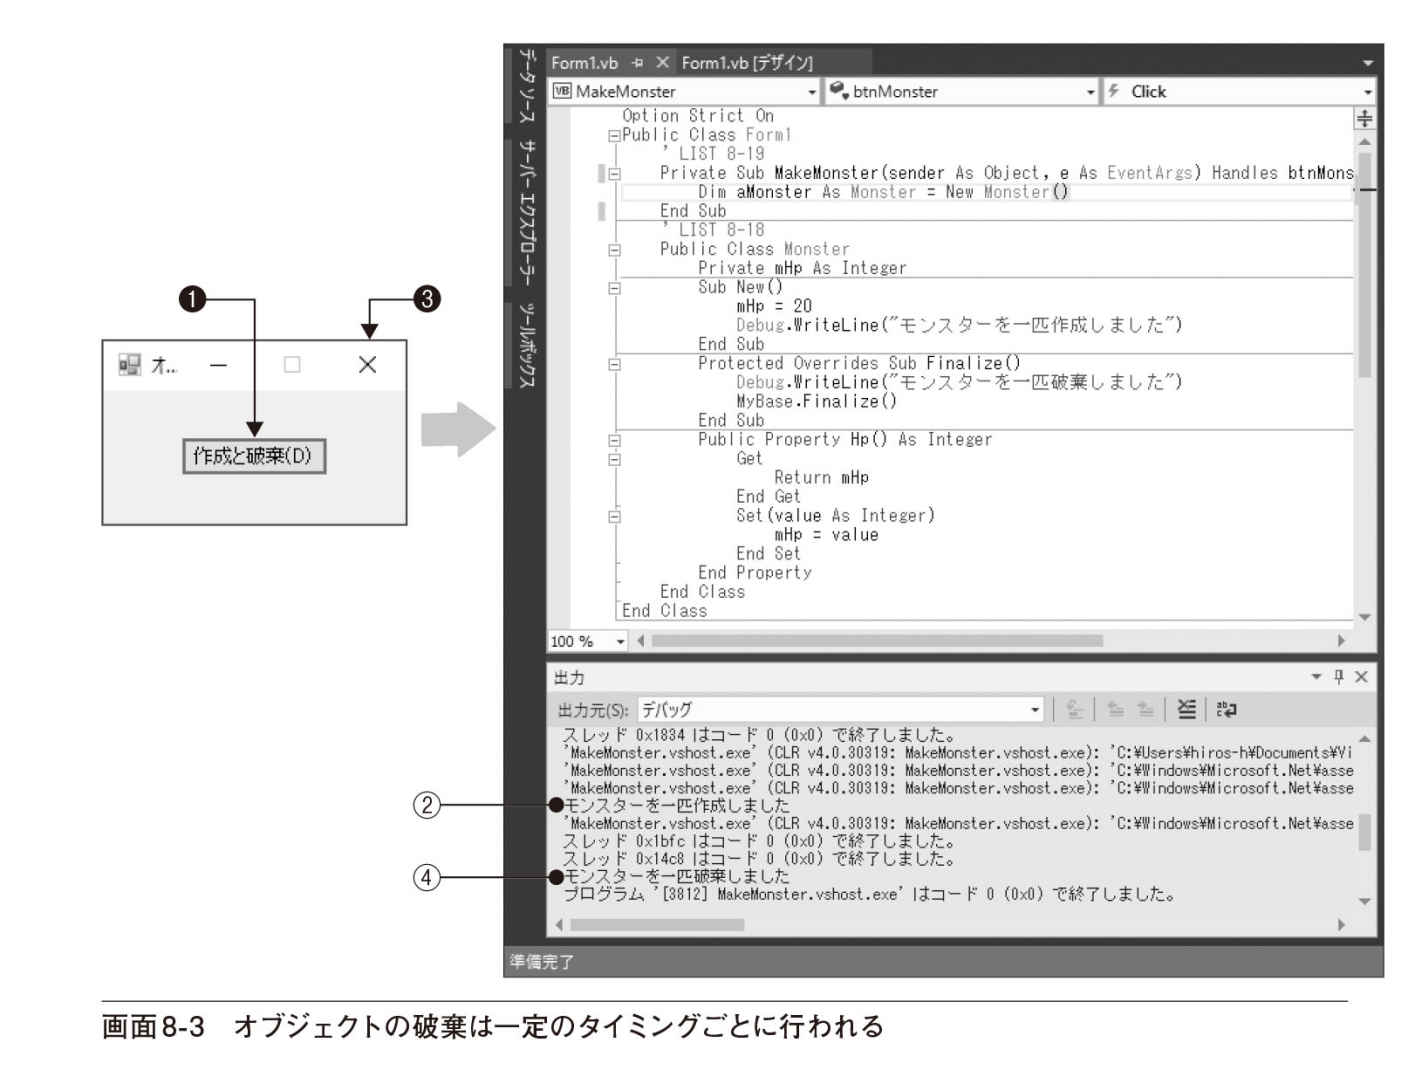 データソース
サーバー エクスプローラー
ツールボックス
Form1.vb
Form1.vb [デザイン]
VB MakeMonster
btnMonster
Click
Option Strict On
Public Class Form1
' LIST 8-19
Private Sub MakeMonster(sender As Object, e As EventArgs) Handles btnMons
Dim aMonster As Monster = New Monster()
End Sub
' LIST 8-18
Public Class Monster
Private mHp As Integer
Sub New()
mHp = 20
Debug.WriteLine("モンスターを一匹作成しました")
End Sub
Protected Overrides Sub Finalize()
Debug.WriteLine("モンスターを一匹破棄しました")
MyBase.Finalize()
End Sub
Public Property Hp() As Integer
Get
Return mHp
End Get
Set(value As Integer)
mHp = value
End Set
End Property
End Class
End Class
100 %
❶
❸
オ...
作成と破棄(D)
出力
出力元(S): デバッグ
スレッド 0x1834 はコード 0 (0x0) で終了しました。
'MakeMonster.vshost.exe' (CLR v4.0.30319: MakeMonster.vshost.exe): 'C:¥Users¥hiros-h¥Documents¥Vi
'MakeMonster.vshost.exe' (CLR v4.0.30319: MakeMonster.vshost.exe): 'C:¥Windows¥Microsoft.Net¥asse
'MakeMonster.vshost.exe' (CLR v4.0.30319: MakeMonster.vshost.exe): 'C:¥Windows¥Microsoft.Net¥asse
② モンスターを一匹作成しました
'MakeMonster.vshost.exe' (CLR v4.0.30319: MakeMonster.vshost.exe): 'C:¥Windows¥Microsoft.Net¥asse
スレッド 0x1bfc はコード 0 (0x0) で終了しました。
スレッド 0x14c8 はコード 0 (0x0) で終了しました。
④ モンスターを一匹破棄しました
プログラム '[3812] MakeMonster.vshost.exe' はコード 0 (0x0) で終了しました。
準備完了
画面8-3 オブジェクトの破棄は一定のタイミングごとに行われる